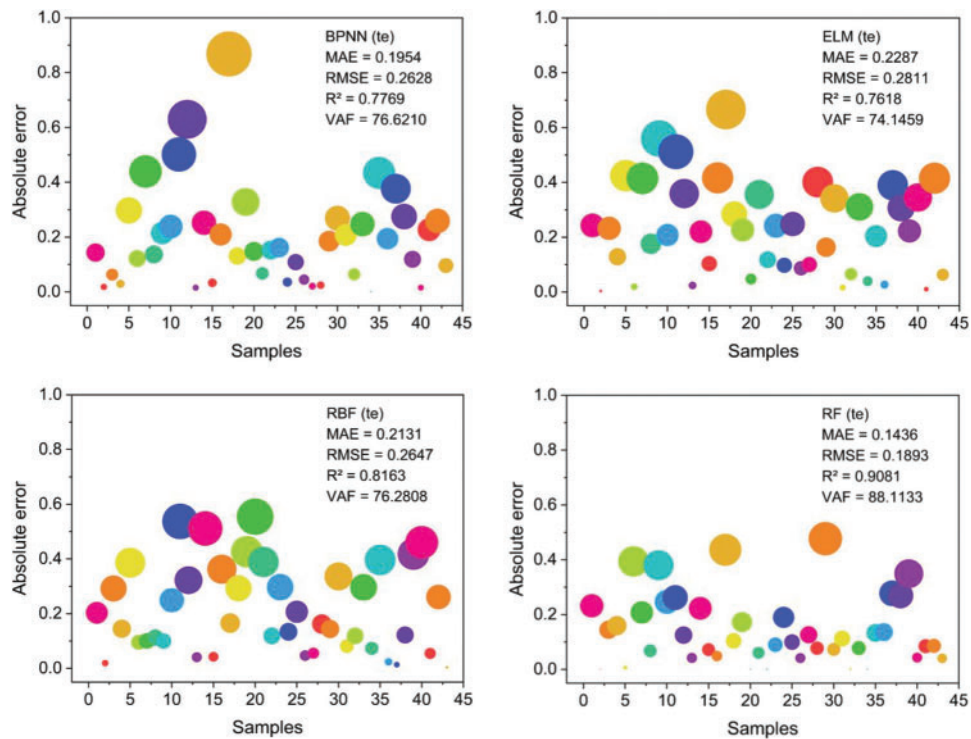 BPNN (te)
MAE = 0.1954
RMSE = 0.2628
R² = 0.7769
VAF = 76.6210
1.0
0.8
0.6
0.4
0.2
0.0
Absolute error
0 5 10 15 20 25 30 35 40 45
Samples
ELM (te)
MAE = 0.2287
RMSE = 0.2811
R² = 0.7618
VAF = 74.1459
1.0
0.8
0.6
0.4
0.2
0.0
Absolute error
0 5 10 15 20 25 30 35 40 45
Samples
RBF (te)
MAE = 0.2131
RMSE = 0.2647
R² = 0.8163
VAF = 76.2808
1.0
0.8
0.6
0.4
0.2
0.0
Absolute error
0 5 10 15 20 25 30 35 40 45
Samples
RF (te)
MAE = 0.1436
RMSE = 0.1893
R² = 0.9081
VAF = 88.1133
1.0
0.8
0.6
0.4
0.2
0.0
Absolute error
0 5 10 15 20 25 30 35 40 45
Samples